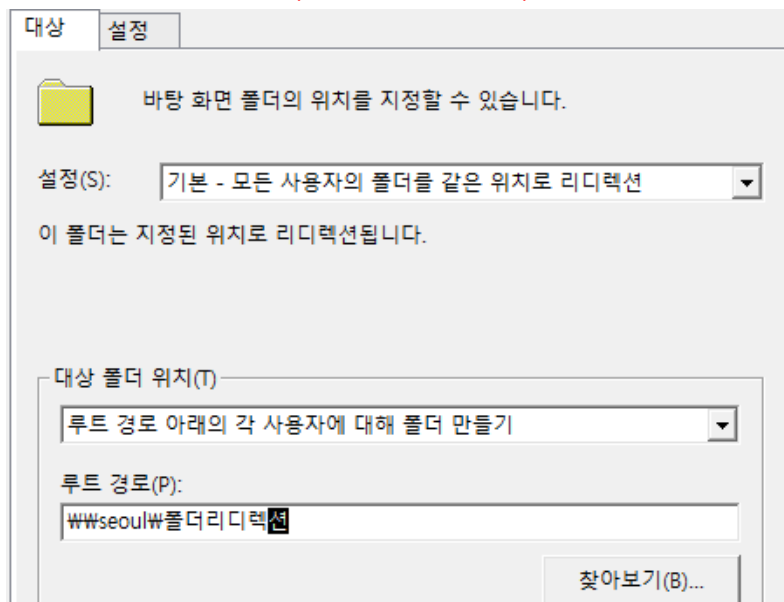 대상 설정
바탕 화면 폴더의 위치를 지정할 수 있습니다.
설정(S): 기본 - 모든 사용자의 폴더를 같은 위치로 리디렉션
이 폴더는 지정된 위치로 리디렉션됩니다.
대상 폴더 위치(T)
루트 경로 아래의 각 사용자에 대해 폴더 만들기
루트 경로(P):
₩₩seoul₩폴더리디렉션
찾아보기(B)...